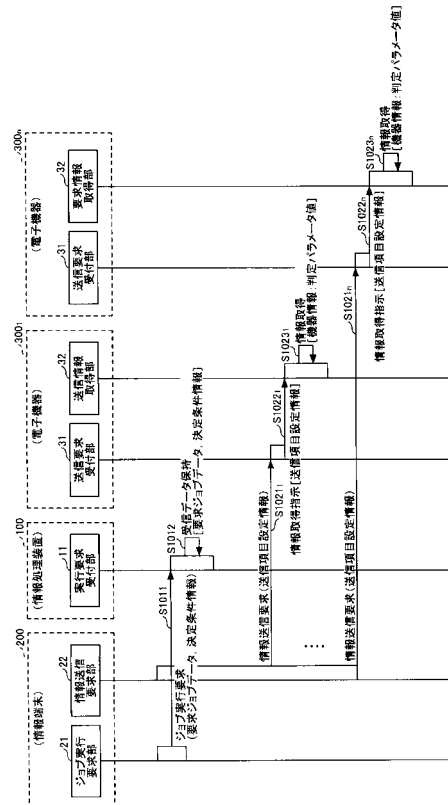 200
(情報端末)
21
ジョブ実行
要求部
22
情報送信
要求部
100
(情報処理装置)
11
実行要求
受付部
300₁
(電子機器)
31
送信要求
受付部
32
送信情報
取得部
300n
(電子機器)
31
送信要求
受付部
32
要求情報
取得部
S1011
ジョブ実行要求
(要求ジョブデータ, 決定条件情報)
S1012
受信データ保持
[要求ジョブデータ, 決定条件情報]
S1021₁
情報送信要求(送信項目設定情報)
S1022₁
情報取得指示[送信項目設定情報]
S1023₁
情報取得
[機器情報:判定パラメータ値]
S1021n
情報送信要求(送信項目設定情報)
S1022n
情報取得指示[送信項目設定情報]
S1023n
情報取得
[機器情報:判定パラメータ値]